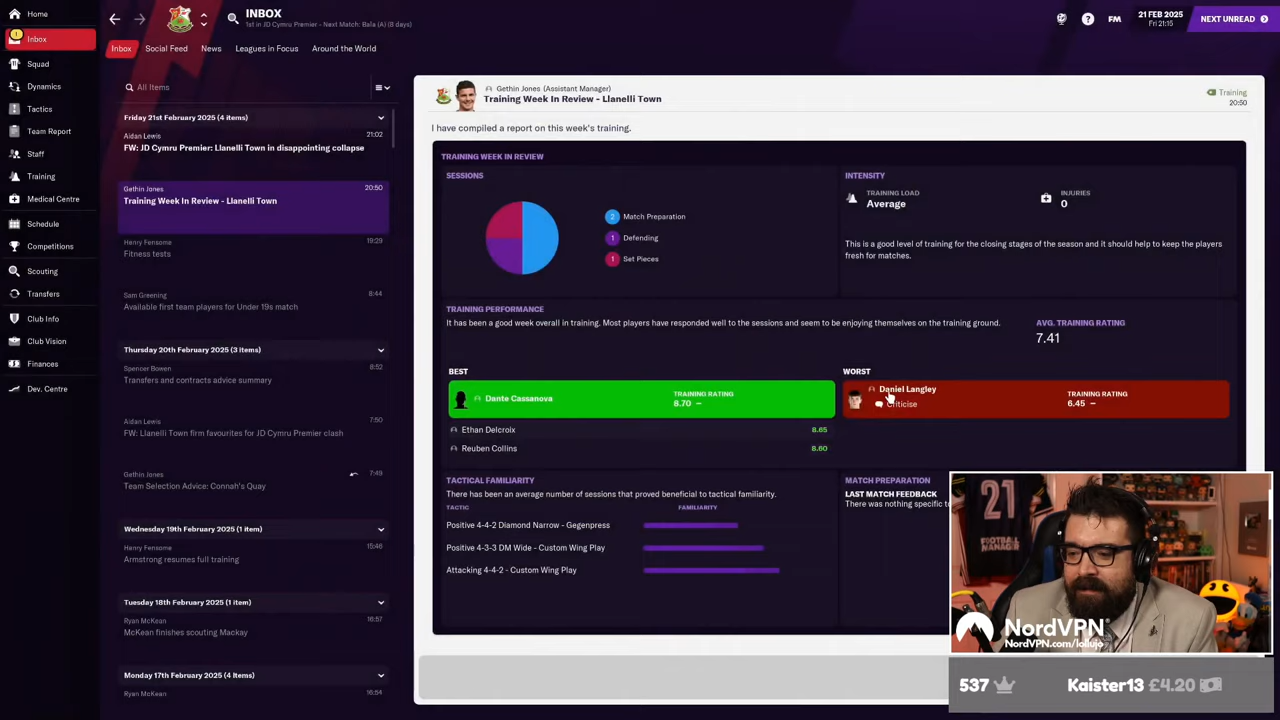 Home
Inbox
Squad
Dynamics
Tactics
Team Report
Staff
Training
Medical Centre
Schedule
Competitions
Scouting
Transfers
Club Info
Club Vision
Finances
Dev. Centre
INBOX
1st in JD Cymru Premier - Next Match: Bala (A) (8 days)
FM
21 FEB 2025
Fri 21:15
NEXT UNREAD
Inbox
Social Feed
News
Leagues in Focus
Around the World
All Items
Friday 21st February 2025 (4 items)
Aidan Lewis
21:02
FW: JD Cymru Premier: Llanelli Town in disappointing collapse
Gethin Jones
20:50
Training Week In Review - Llanelli Town
Henry Fensome
19:29
Fitness tests
Sam Greening
8:44
Available first team players for Under 19s match
Thursday 20th February 2025 (3 items)
Spencer Bowen
8:52
Transfers and contracts advice summary
Aidan Lewis
7:50
FW: Llanelli Town firm favourites for JD Cymru Premier clash
Gethin Jones
7:49
Team Selection Advice: Connah's Quay
Wednesday 19th February 2025 (1 item)
Henry Fensome
15:46
Armstrong resumes full training
Tuesday 18th February 2025 (1 item)
Ryan McKean
16:57
McKean finishes scouting Mackay
Monday 17th February 2025 (4 items)
Ryan McKean
16:54
Gethin Jones (Assistant Manager)
Training Week In Review - Llanelli Town
Training
20:50
I have compiled a report on this week's training.
TRAINING WEEK IN REVIEW
SESSIONS
2 Match Preparation
1 Defending
1 Set Pieces
INTENSITY
TRAINING LOAD
Average
INJURIES
0
This is a good level of training for the closing stages of the season and it should help to keep the players
fresh for matches.
TRAINING PERFORMANCE
It has been a good week overall in training. Most players have responded well to the sessions and seem to be enjoying themselves on the training ground.
AVG. TRAINING RATING
7.41
BEST
Dante Cassanova
TRAINING RATING
8.70 –
Ethan Delcroix
8.65
Reuben Collins
8.60
WORST
Daniel Langley
Criticise
TRAINING RATING
6.45 –
TACTICAL FAMILIARITY
There has been an average number of sessions that proved beneficial to tactical familiarity.
TACTIC
FAMILIARITY
Positive 4-4-2 Diamond Narrow - Gegenpress
Positive 4-3-3 DM Wide - Custom Wing Play
Attacking 4-4-2 - Custom Wing Play
MATCH PREPARATION
LAST MATCH FEEDBACK
There was nothing specific to
21
FOOTBALL
MANAGER
NordVPN®
NordVPN.com/lollujo
537
Kaister13 £4.20